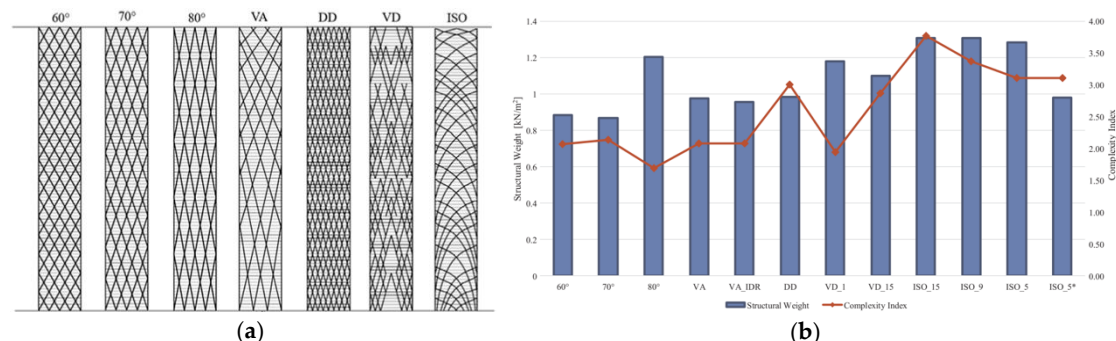 60° 70° 80° VA DD VD ISO
(a)
1.4
1.2
1
0.8
0.6
0.4
0.2
0
Structural Weight [kN/m²]
4.00
3.50
3.00
2.50
2.00
1.50
1.00
0.50
0.00
Complexity Index
60° 70° 80° VA VA_IDR DD VD_1 VD_15 ISO_15 ISO_9 ISO_5 ISO_5*
Structural Weight Complexity Index
(b)